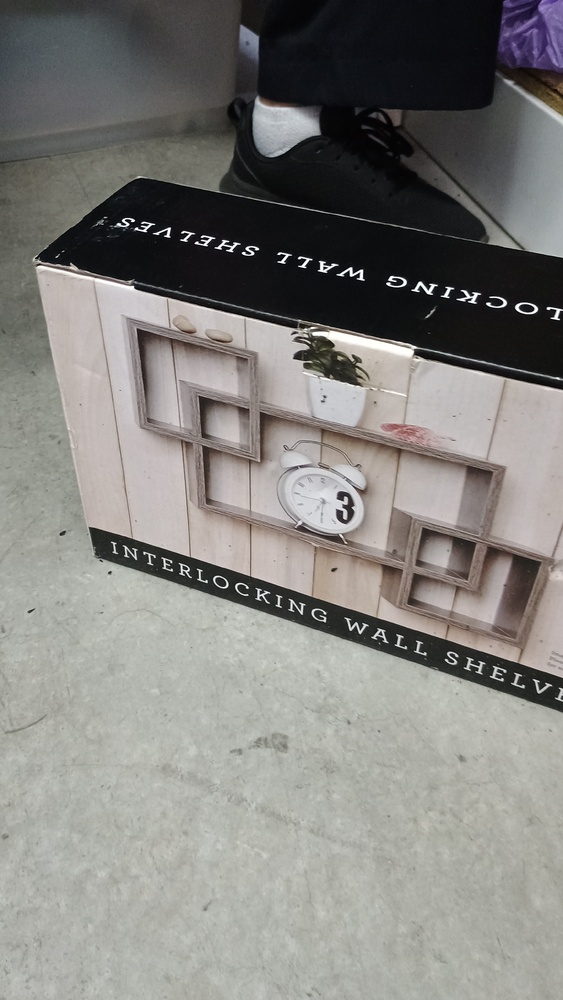 LOCKING WALL SHELVES
3
INTERLOCKING WALL SHELVE